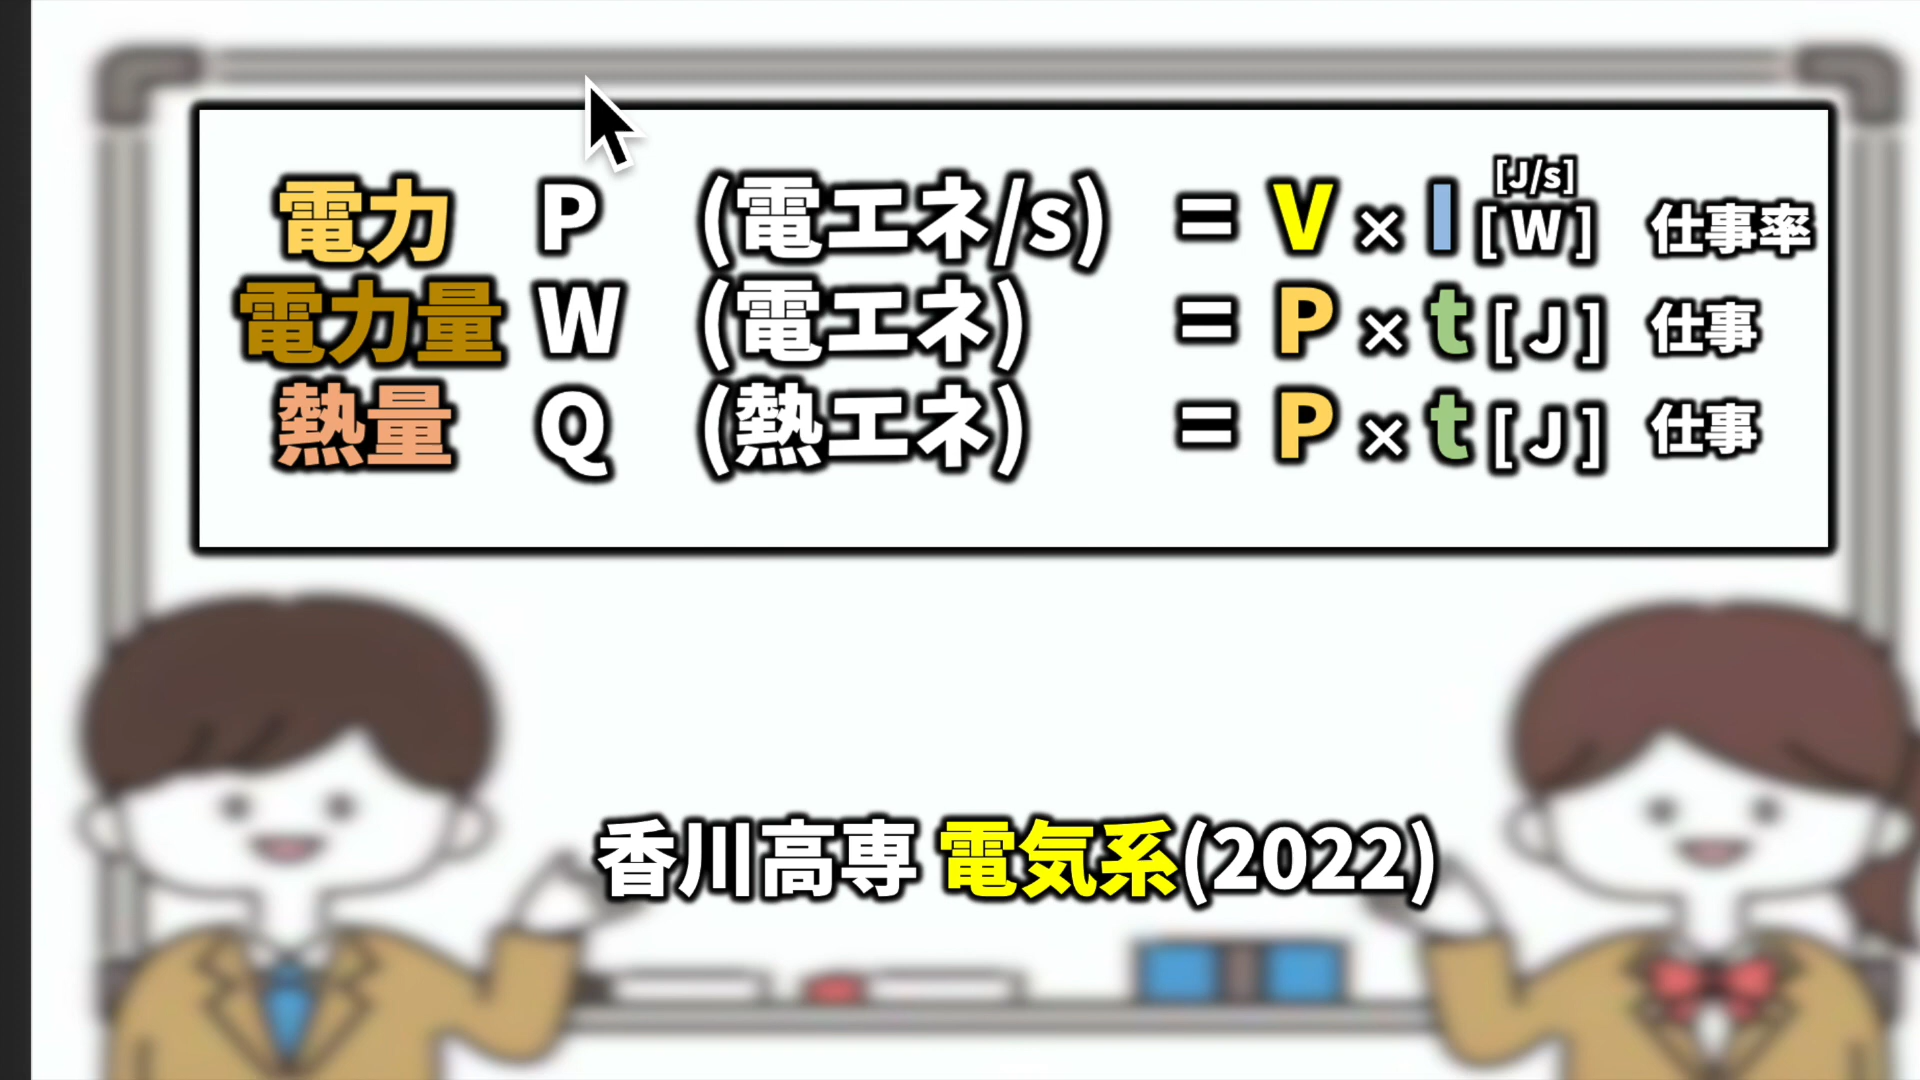 電力 P (電エネ/s) = V × I [J/s] [W] 仕事率
電力量 W (電エネ) = P × t [J] 仕事
熱量 Q (熱エネ) = P × t [J] 仕事
香川高専 電気系(2022)